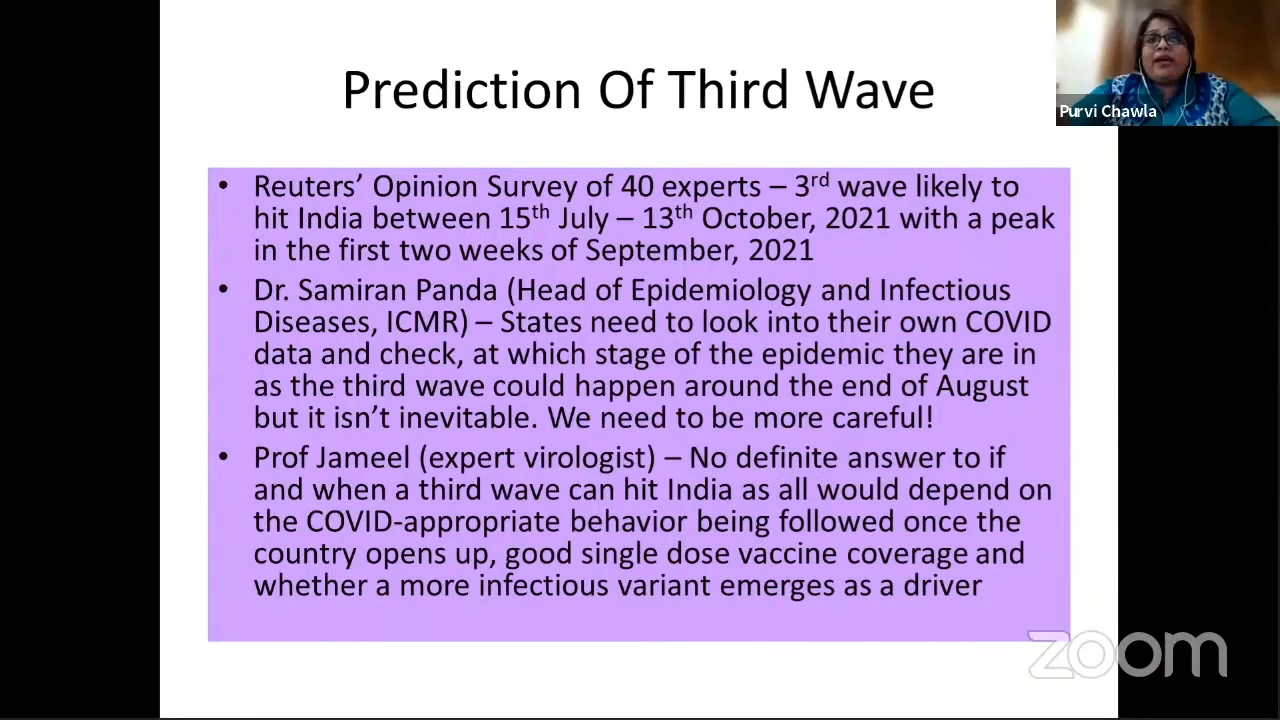 Prediction Of Third Wave
Purvi Chawla
• Reuters’ Opinion Survey of 40 experts – 3rd wave likely to
hit India between 15th July – 13th October, 2021 with a peak
in the first two weeks of September, 2021
• Dr. Samiran Panda (Head of Epidemiology and Infectious
Diseases, ICMR) – States need to look into their own COVID
data and check, at which stage of the epidemic they are in
as the third wave could happen around the end of August
but it isn’t inevitable. We need to be more careful!
• Prof Jameel (expert virologist) – No definite answer to if
and when a third wave can hit India as all would depend on
the COVID-appropriate behavior being followed once the
country opens up, good single dose vaccine coverage and
whether a more infectious variant emerges as a driver
zoom